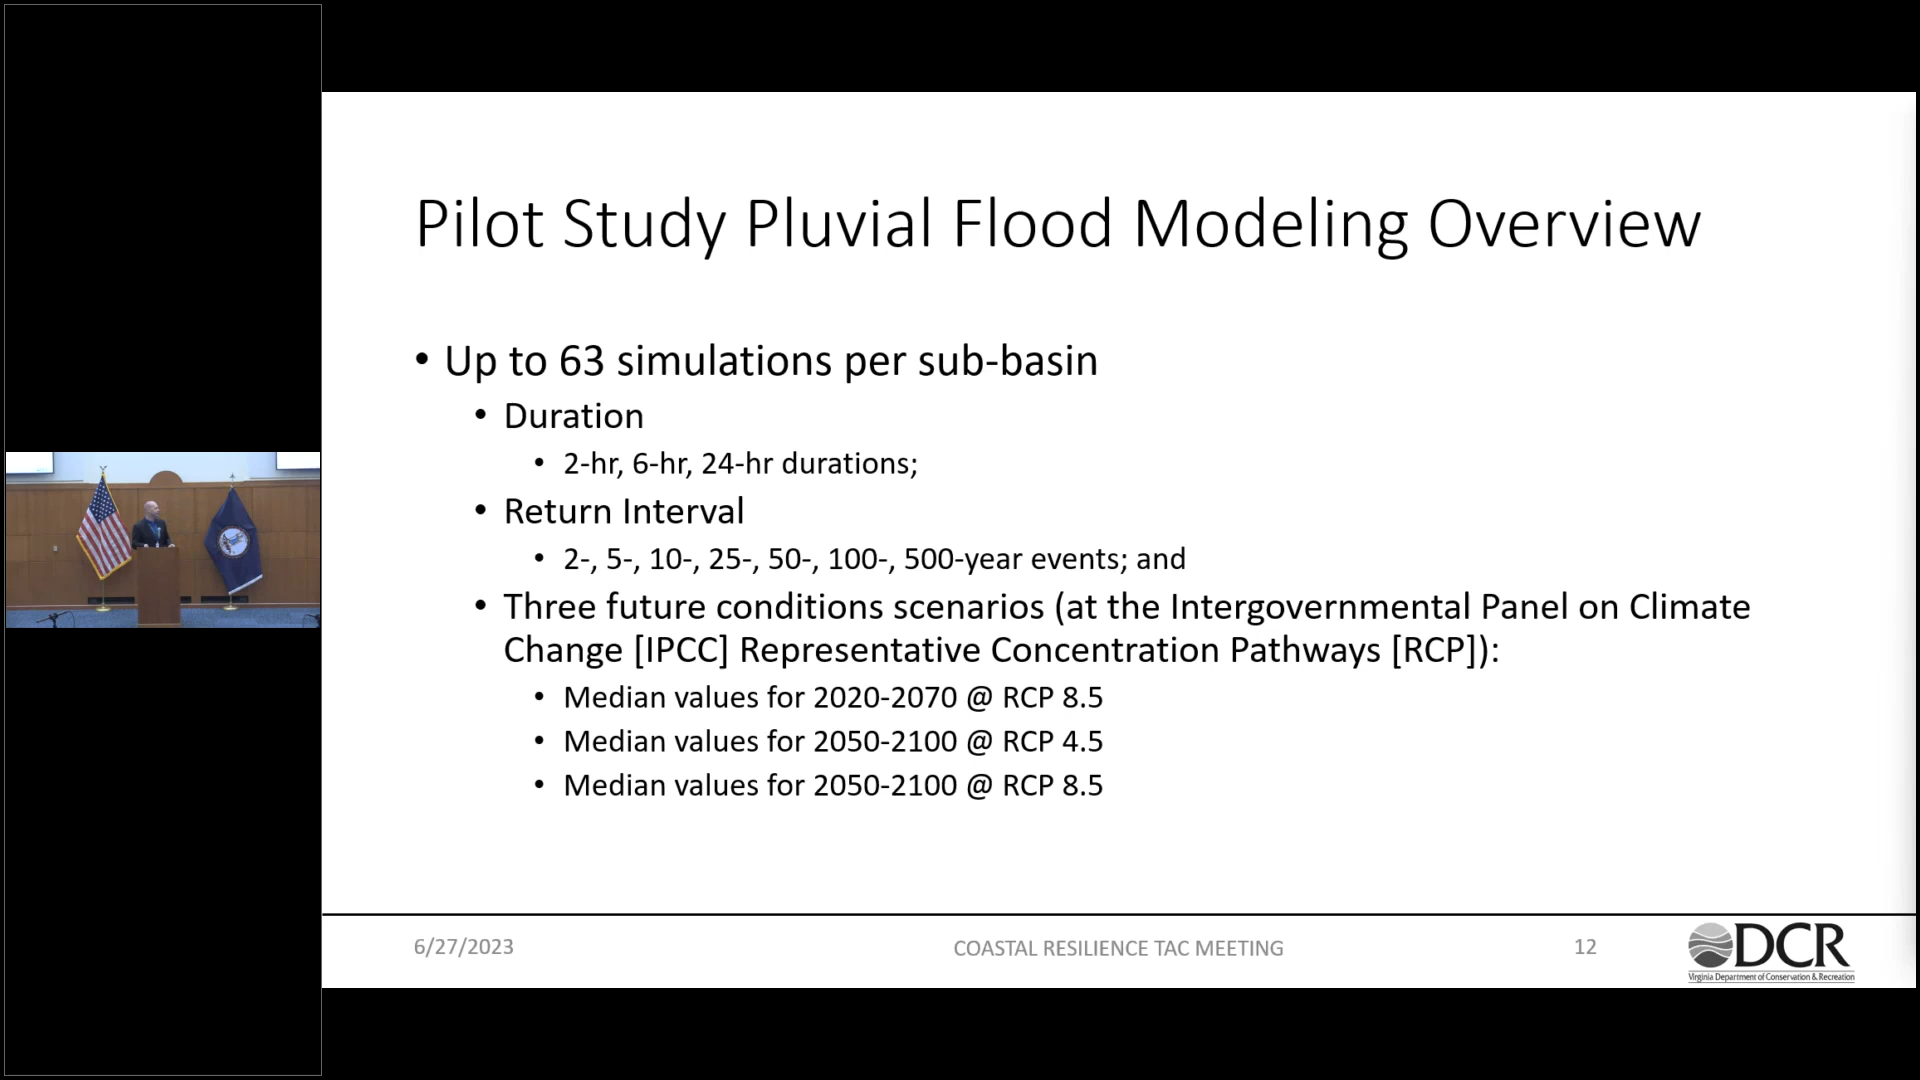 Pilot Study Pluvial Flood Modeling Overview
• Up to 63 simulations per sub-basin
• Duration
• 2-hr, 6-hr, 24-hr durations;
• Return Interval
• 2-, 5-, 10-, 25-, 50-, 100-, 500-year events; and
• Three future conditions scenarios (at the Intergovernmental Panel on Climate
Change [IPCC] Representative Concentration Pathways [RCP]):
• Median values for 2020-2070 @ RCP 8.5
• Median values for 2050-2100 @ RCP 4.5
• Median values for 2050-2100 @ RCP 8.5
6/27/2023
COASTAL RESILIENCE TAC MEETING
12
DCR
Virginia Department of Conservation & Recreation